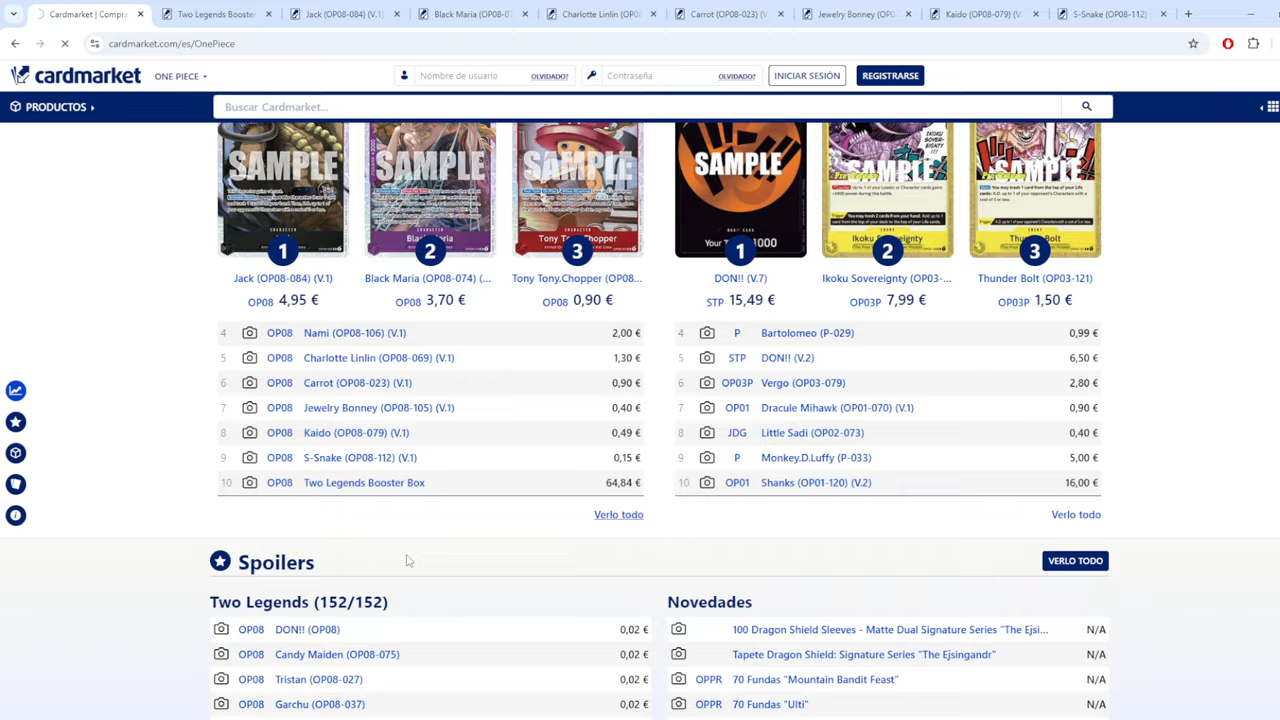 Cardmarket | Compra
Two Legends Booster
Jack (OP08-084) (V.1)
Black Maria (OP08-07
Charlotte Linlin (OP0
Carrot (OP08-023) (V.
Jewelry Bonney (OP0
Kaido (OP08-079) (V.
S-Snake (OP08-112)
cardmarket.com/es/OnePiece
cardmarket
ONE PIECE
Nombre de usuario
OLVIDADO?
Contraseña
OLVIDADO?
INICIAR SESIÓN
REGISTRARSE
PRODUCTOS
Buscar Cardmarket...
SAMPLE SAMPLE SAMPLE SAMPLE SAMPLE SAMPLE
1 2 3 1 2 3
Jack (OP08-084) (V.1)
Black Maria (OP08-074) (...
Tony Tony.Chopper (OP08...
DON!! (V.7)
Ikoku Sovereignty (OP03-...
Thunder Bolt (OP03-121)
OP08 4,95 €
OP08 3,70 €
OP08 0,90 €
STP 15,49 €
OP03P 7,99 €
OP03P 1,50 €
4 OP08 Nami (OP08-106) (V.1) 2,00 €
5 OP08 Charlotte Linlin (OP08-069) (V.1) 1,30 €
6 OP08 Carrot (OP08-023) (V.1) 0,90 €
7 OP08 Jewelry Bonney (OP08-105) (V.1) 0,40 €
8 OP08 Kaido (OP08-079) (V.1) 0,49 €
9 OP08 S-Snake (OP08-112) (V.1) 0,15 €
10 OP08 Two Legends Booster Box 64,84 €
Verlo todo
4 P Bartolomeo (P-029) 0,99 €
5 STP DON!! (V.2) 6,50 €
6 OP03P Vergo (OP03-079) 2,80 €
7 OP01 Dracule Mihawk (OP01-070) (V.1) 0,90 €
8 JDG Little Sadi (OP02-073) 0,40 €
9 P Monkey.D.Luffy (P-033) 5,00 €
10 OP01 Shanks (OP01-120) (V.2) 16,00 €
Verlo todo
Spoilers
VERLO TODO
Two Legends (152/152)
OP08 DON!! (OP08) 0,02 €
OP08 Candy Maiden (OP08-075) 0,02 €
OP08 Tristan (OP08-027) 0,02 €
OP08 Garchu (OP08-037) 0,02 €
Novedades
100 Dragon Shield Sleeves - Matte Dual Signature Series "The Ejsi... N/A
Tapete Dragon Shield: Signature Series "The Ejsingandr" N/A
OPPR 70 Fundas "Mountain Bandit Feast" N/A
OPPR 70 Fundas "Ulti" N/A